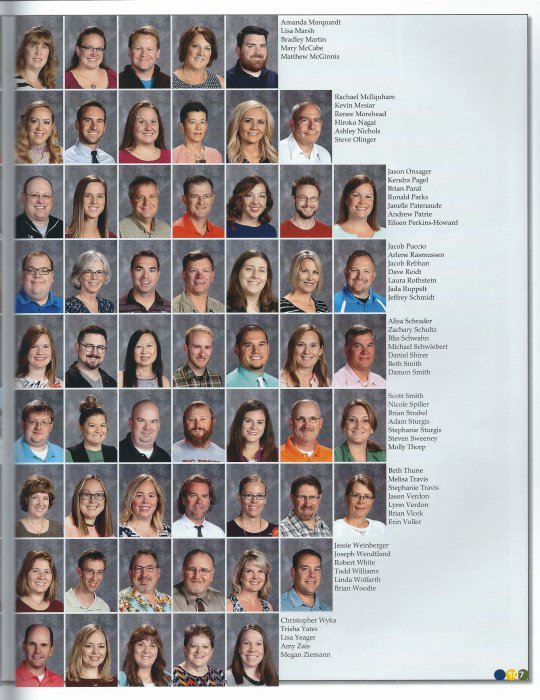 Amanda Marquardt
Lisa Marsh
Bradley Martin
Mary McCabe
Matthew McGinnis
Rachael McIlquham
Kevin Mesiar
Renee Morehead
Hiroko Nagai
Ashley Nichols
Steve Olinger
Jason Onsager
Kendra Pagel
Brian Paral
Ronald Parks
Janelle Patenaude
Andrew Patrie
Eileen Perkins-Howard
Jacob Puccio
Arlene Rasmussen
Jacob Rebhan
Dave Reidt
Laura Rothstein
Jada Ruppelt
Jeffrey Schmidt
Alisa Schrader
Zachary Schultz
Blia Schwahn
Michael Schwiebert
Daniel Shirer
Beth Smith
Damon Smith
Scott Smith
Nicole Spiller
Brian Strabel
Adam Sturgis
Stephanie Sturgis
Steven Sweeney
Molly Thorp
Beth Thune
Melisa Travis
Stephanie Travis
Jason Verdon
Lynn Verdon
Brian Vlcek
Erin Voller
Jessie Weinberger
Joseph Wendtland
Robert White
Todd Williams
Linda Wolfarth
Brian Woodie
Christopher Wyka
Trisha Yates
Lisa Yeager
Amy Zais
Megan Ziemann
107